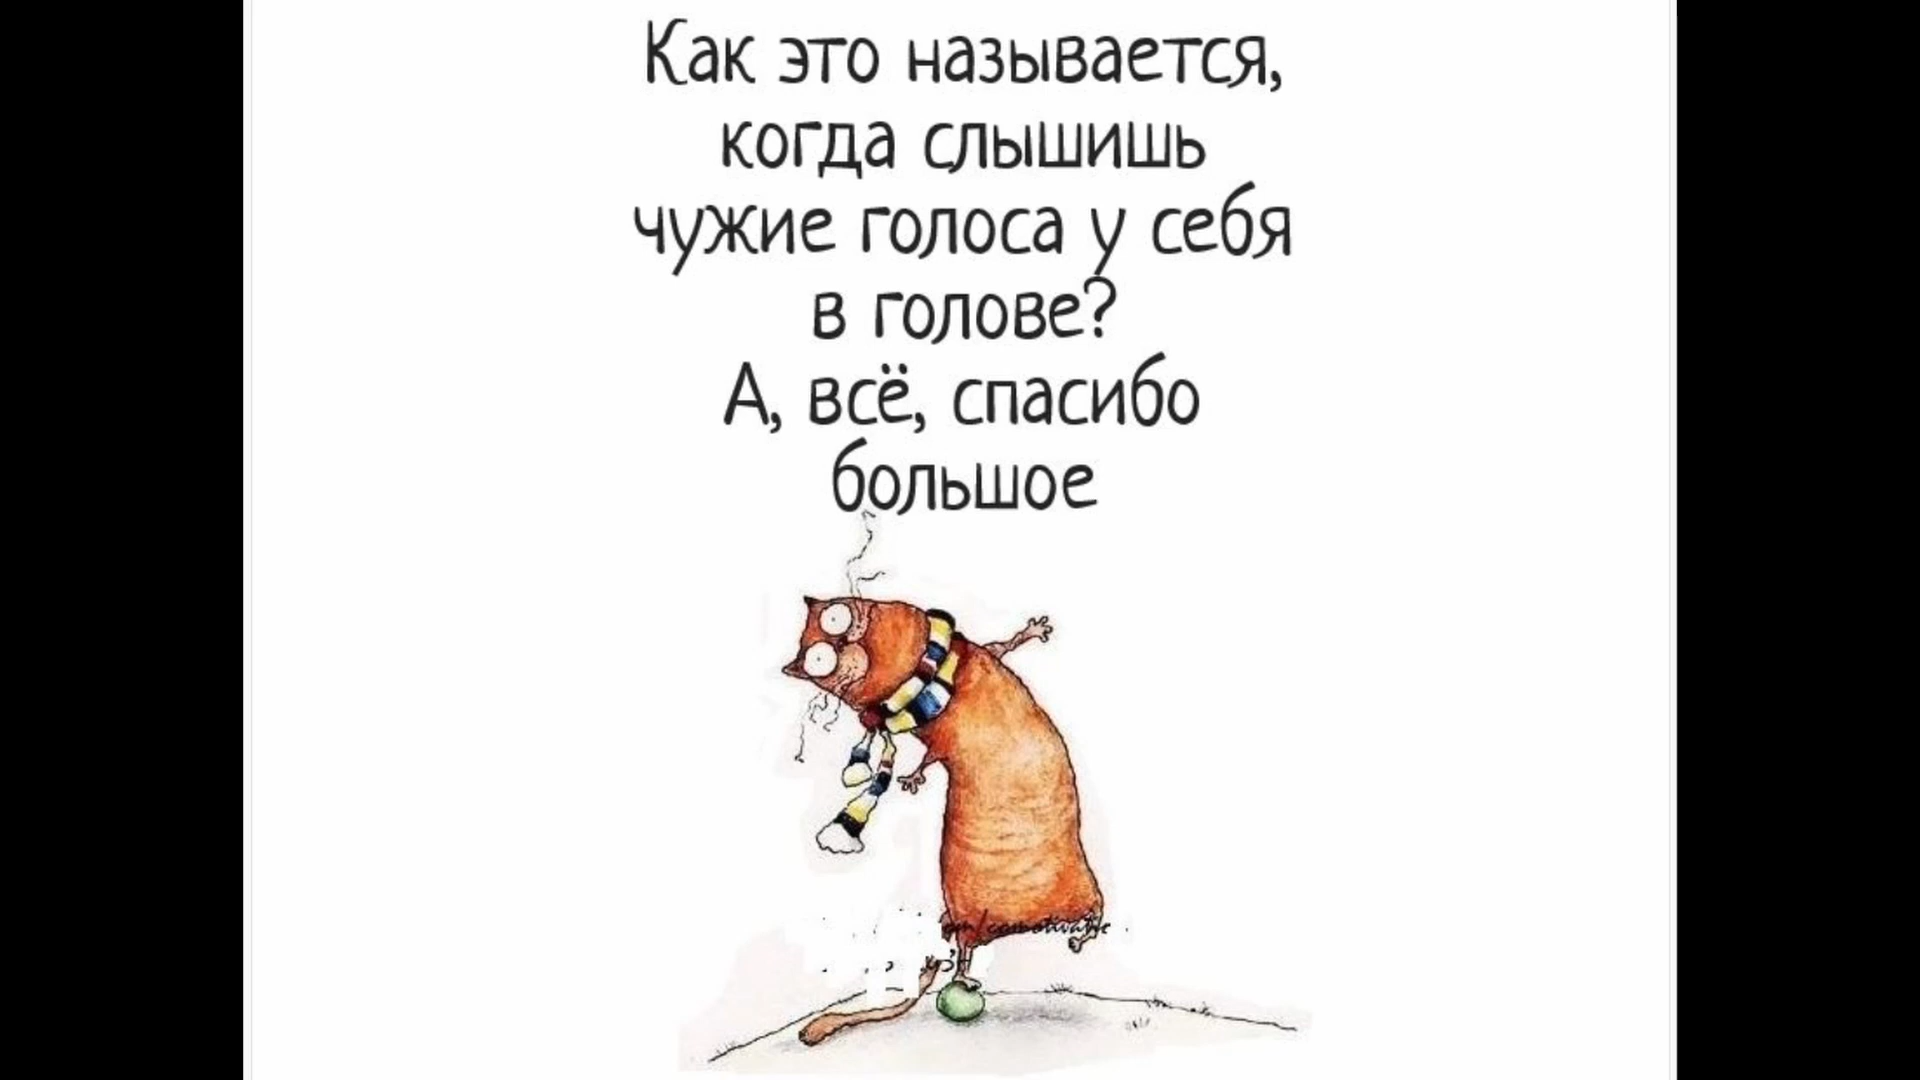 Как это называется,
когда слышишь
чужие голоса у себя
в голове?
А, всё, спасибо
большое